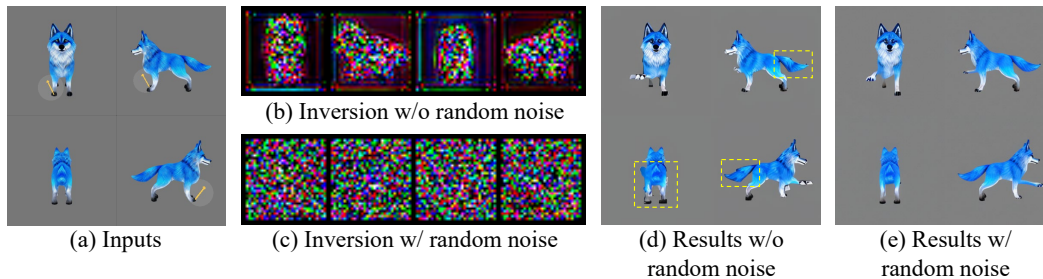 (b) Inversion w/o random noise
(a) Inputs
(c) Inversion w/ random noise
(d) Results w/o
random noise
(e) Results w/
random noise